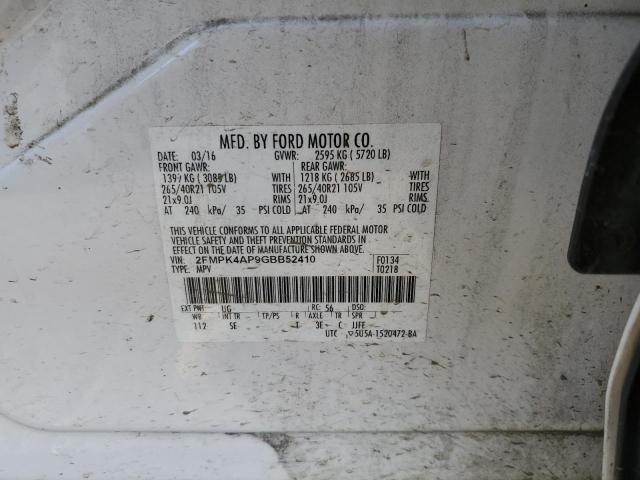 MFD. BY FORD MOTOR CO.
DATE: 03/16 GVWR: 2595 KG ( 5720 LB)
FRONT GAWR: REAR GAWR:
KG ( LB) WITH 1218 KG ( 2685 LB) WITH
265/40R21 105V TIRES 265/40R21 105V TIRES
21x9.0J RIMS 21x9.0J RIMS
AT 240 kPa/ 35 PSI COLD AT 240 kPa/ 35 PSI COLD
THIS VEHICLE CONFORMS TO ALL APPLICABLE FEDERAL MOTOR
VEHICLE SAFETY AND THEFT PREVENTION STANDARDS IN
EFFECT ON THE DATE OF MANUFACTURE SHOWN ABOVE.
VIN: 2FMPK4AP9GBB52410 F0134
TYPE: MPV T0218
EXT PNT: UG RC: 56 DSO:
WB INT TR TP/PS R AXLE TR SPR
112 SE T 3E C JJFF
UTC ▽5U5A-1520472-BA